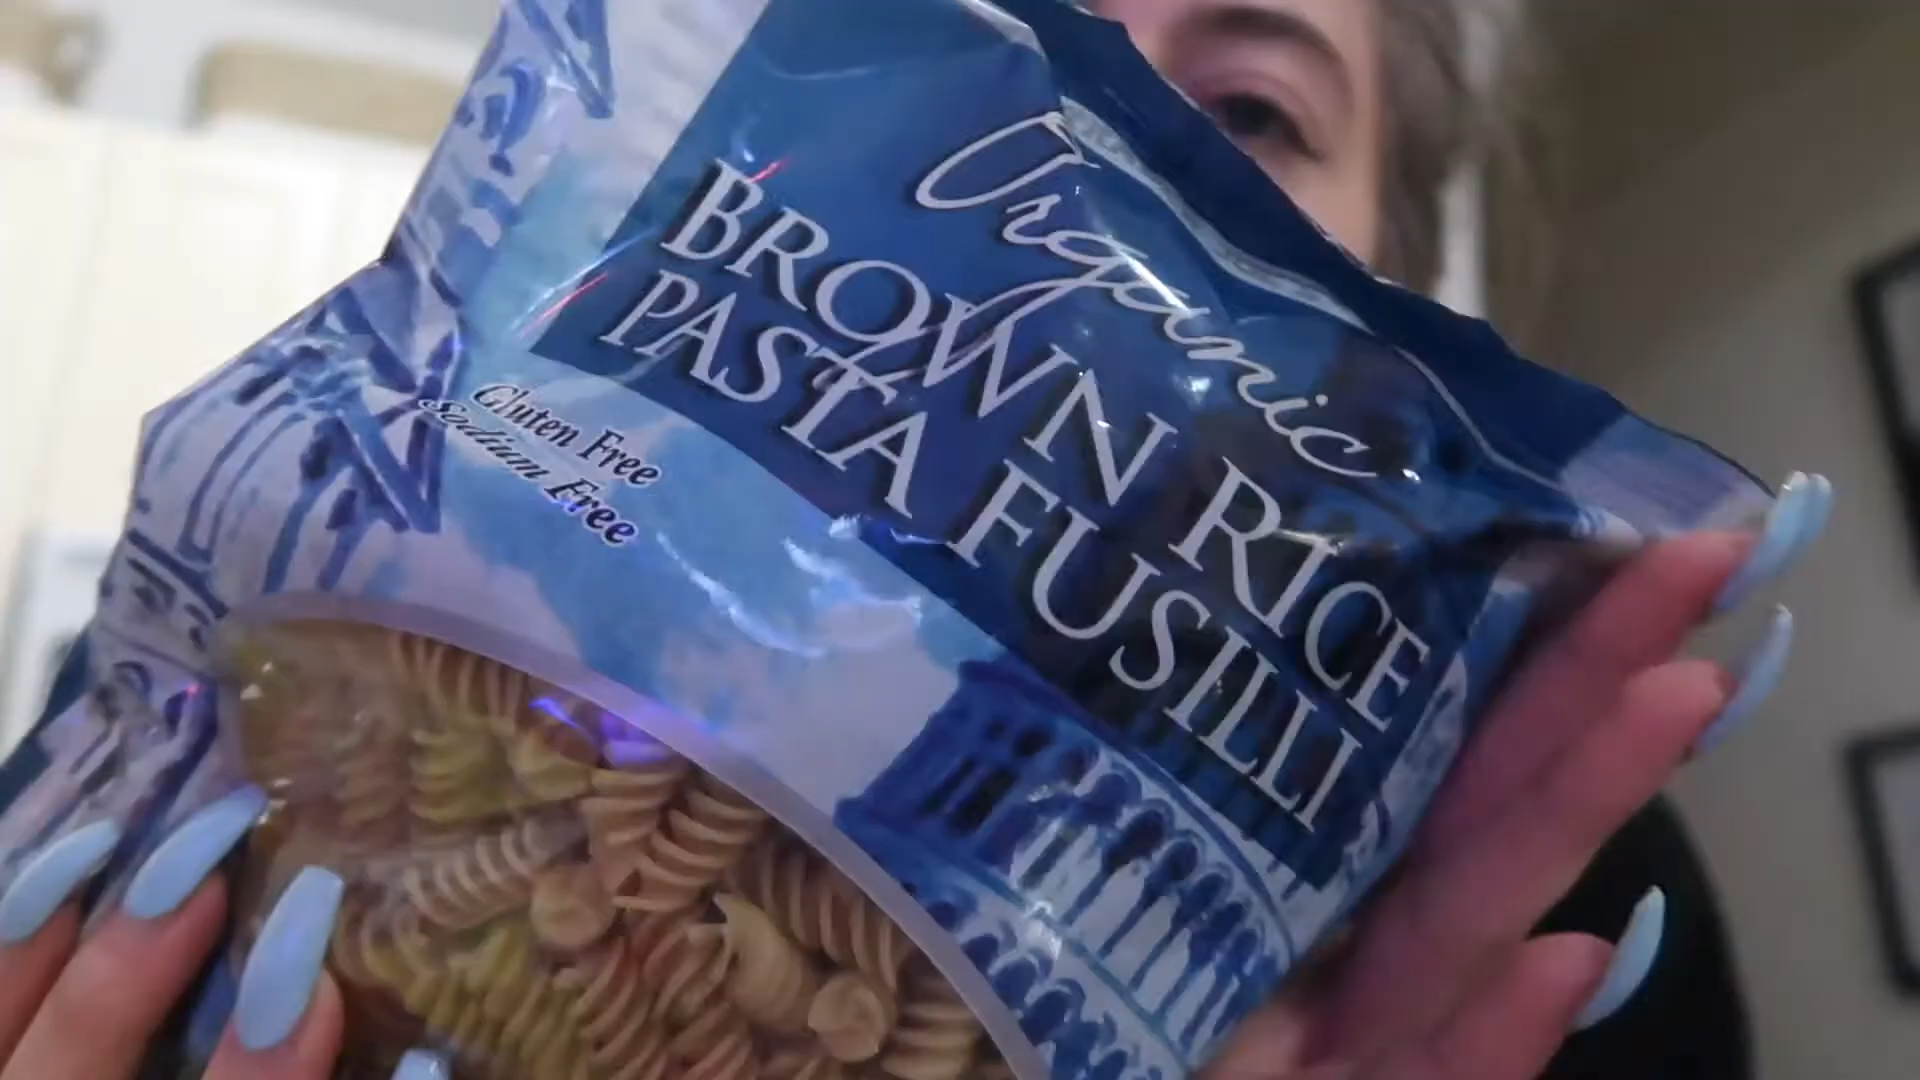 Organic
BROWN RICE
PASTA FUSILLI
Gluten Free
Sodium Free